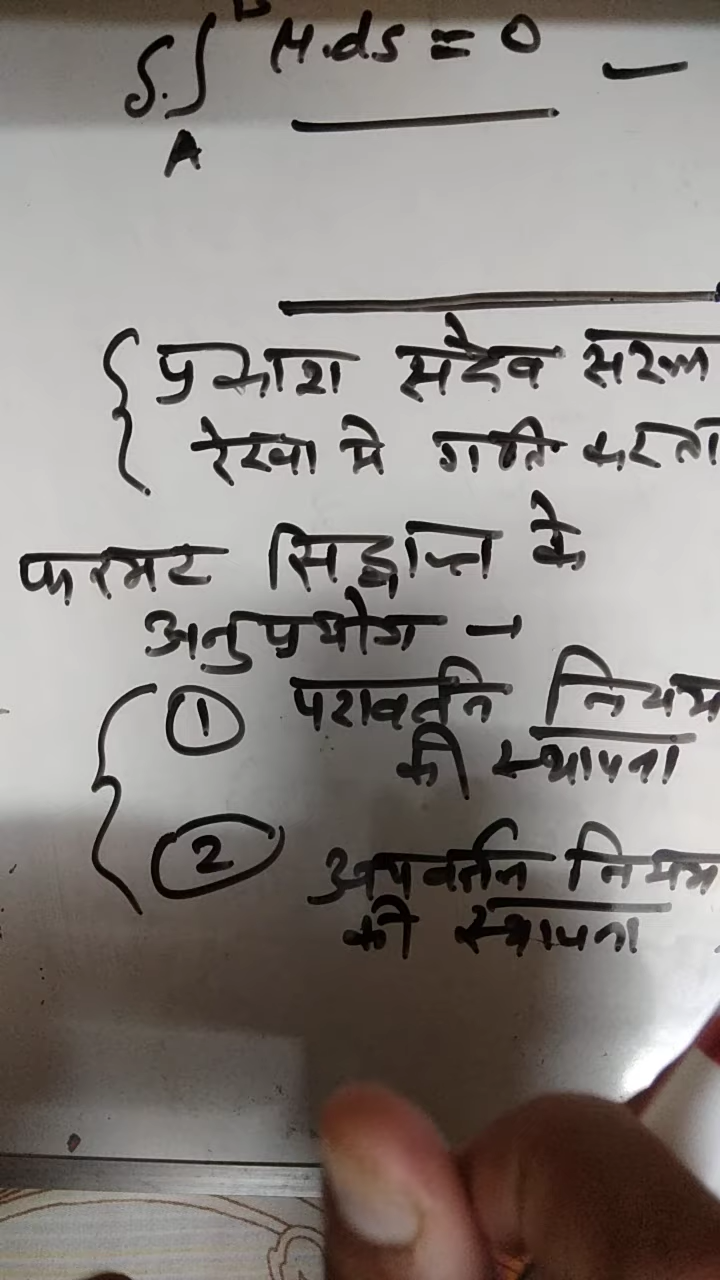 δ.∫ᴮ μ.ds = 0 —
A
प्रकाश सदैव सरल
रेखा मे गति करता
फरमट सिद्धान्त के
अनुप्रयोग →
① परावर्तन नियम
की स्थापना
② अपवर्तन नियम
की स्थापना